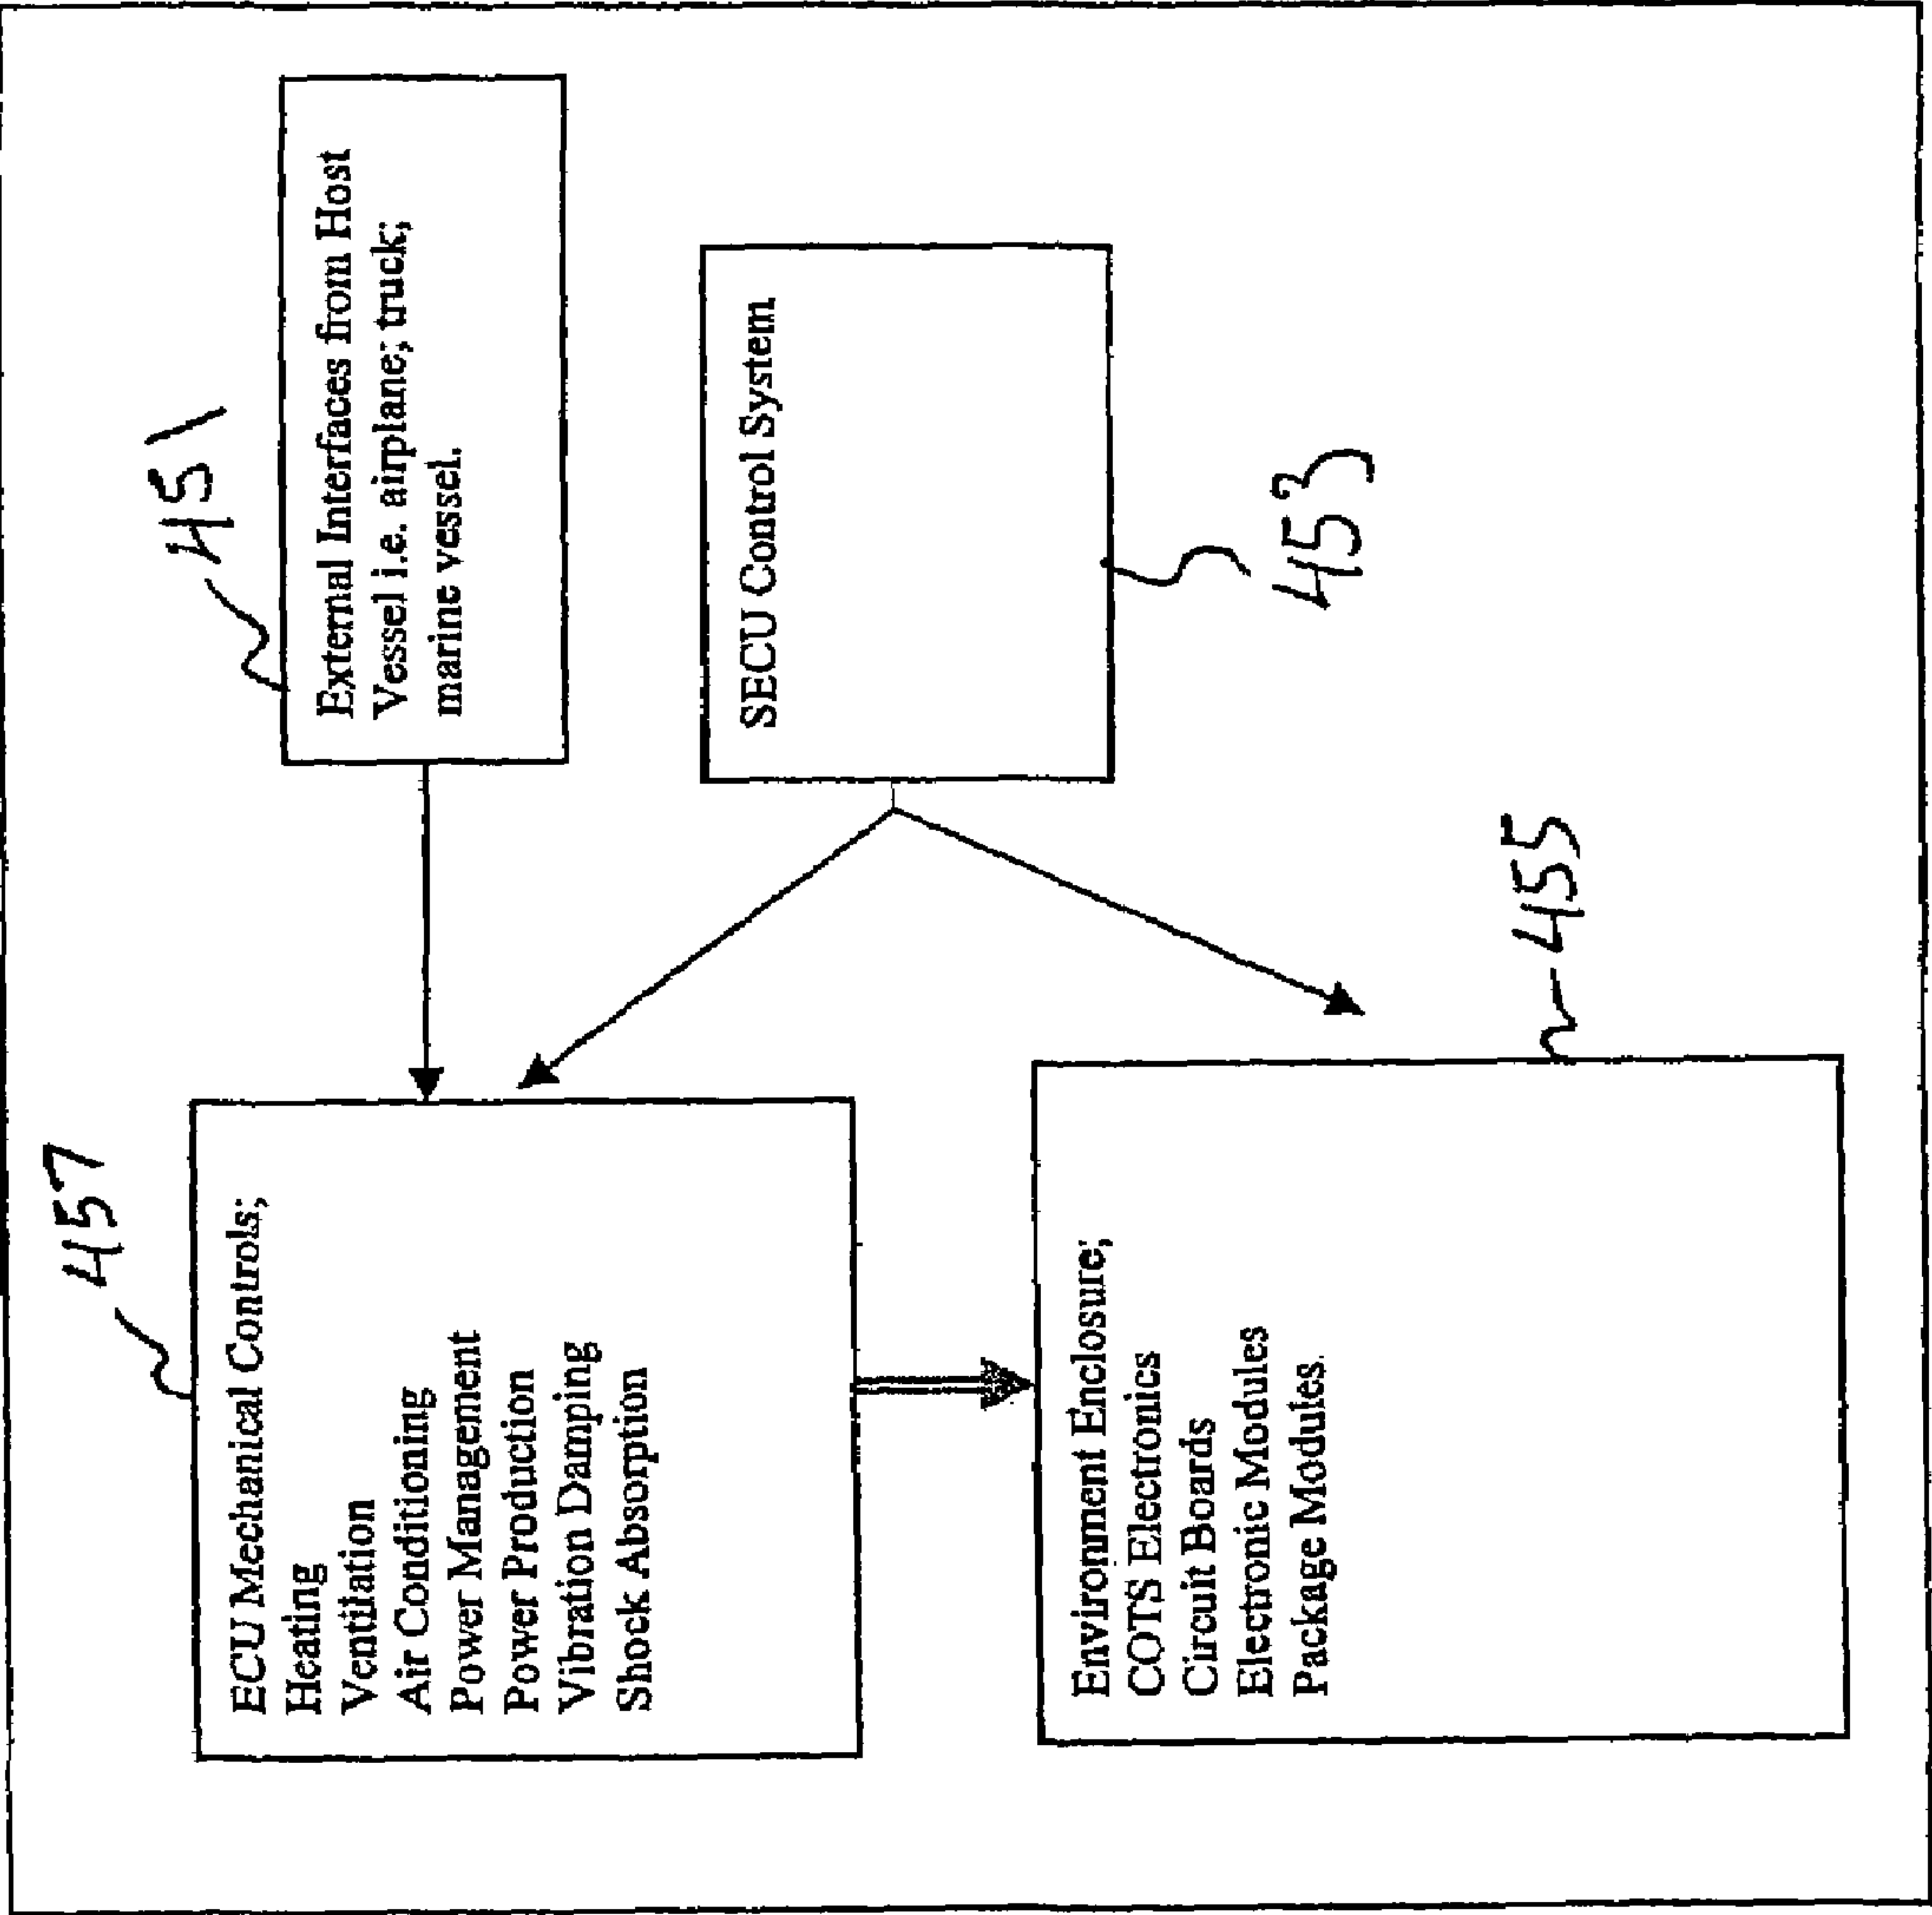 457
ECU Mechanical Controls;
Heating
Ventilation
Air Conditioning
Power Management
Power Production
Vibration Damping
Shock Absorption
451
External Interfaces from Host
Vessel i.e. airplane; truck;
marine vessel.
SECU Control System
453
Environment Enclosure;
COTS Electronics
Circuit Boards
Electronic Modules
Package Modules.
455